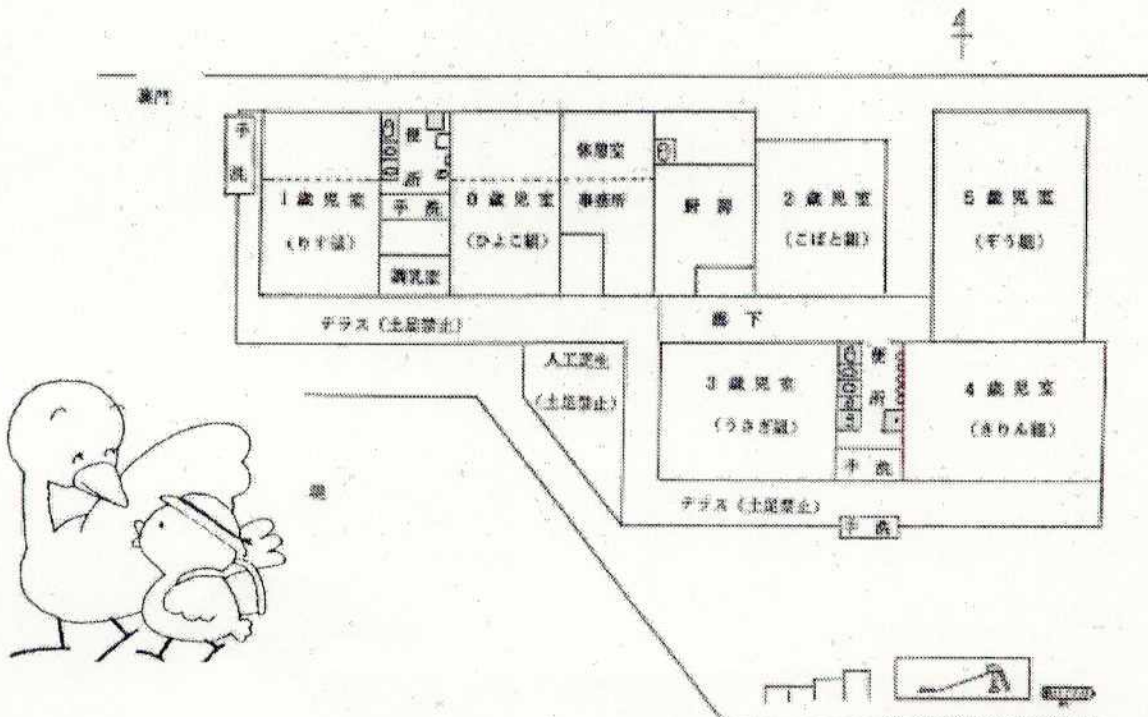 裏門
手洗
便所
休憩室
1歳児室
手洗
0歳児室
事務所
厨房
2歳児室
5歳児室
(りす組)
(ひよこ組)
(こばと組)
(ぞう組)
調乳室
テラス(土足禁止)
廊下
人工芝生
(土足禁止)
3歳児室
便所
4歳児室
(うさぎ組)
(きりん組)
手洗
テラス(土足禁止)
手洗